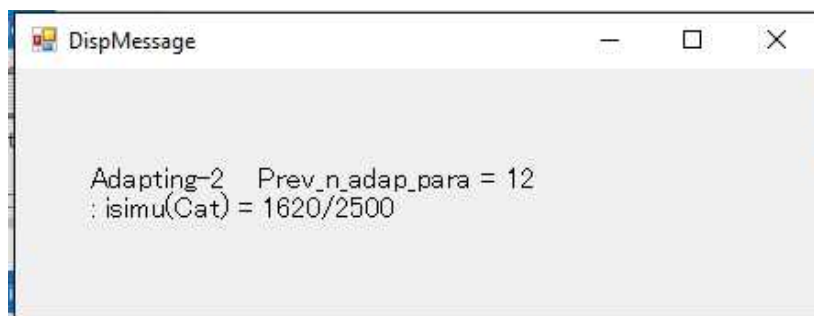 DispMessage
Adapting-2 Prev_n_adap_para = 12
: isimu(Cat) = 1620/2500